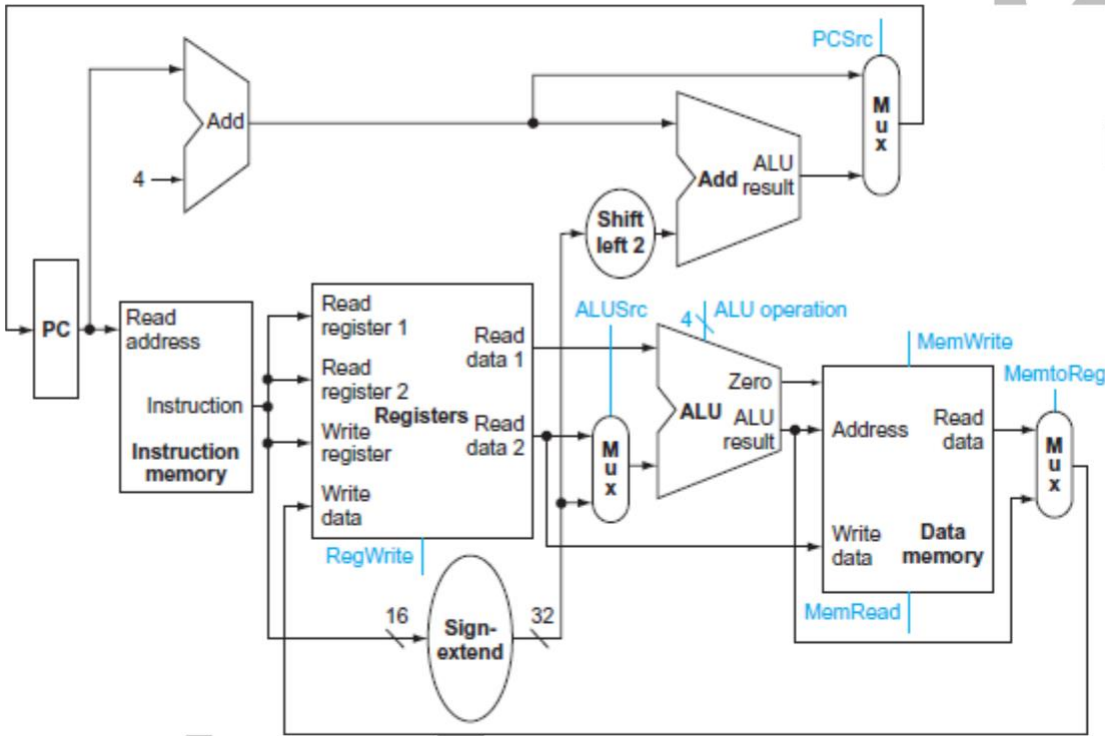 PCSrc
M
u
x
Add
4
Add
ALU
result
Shift
left 2
PC
Read
address
Instruction
Instruction
memory
Read
register 1
Read
register 2
Write
register
Write
data
Registers
Read
data 1
Read
data 2
RegWrite
16
Sign-
extend
32
ALUSrc
M
u
x
4
ALU operation
Zero
ALU
ALU
result
MemWrite
Address
Read
data
Write
data
Data
memory
MemRead
MemtoReg
M
u
x